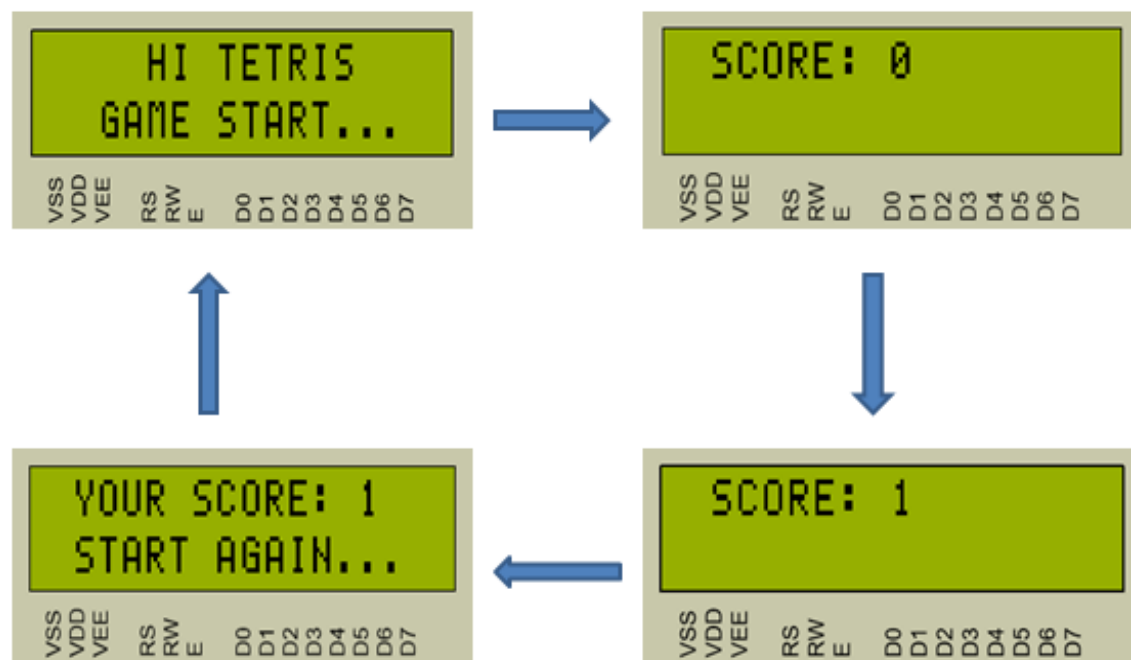 HI TETRIS
GAME START...
VSS VDD VEE RS RW E D0 D1 D2 D3 D4 D5 D6 D7
SCORE: 0
VSS VDD VEE RS RW E D0 D1 D2 D3 D4 D5 D6 D7
SCORE: 1
VSS VDD VEE RS RW E D0 D1 D2 D3 D4 D5 D6 D7
YOUR SCORE: 1
START AGAIN...
VSS VDD VEE RS RW E D0 D1 D2 D3 D4 D5 D6 D7